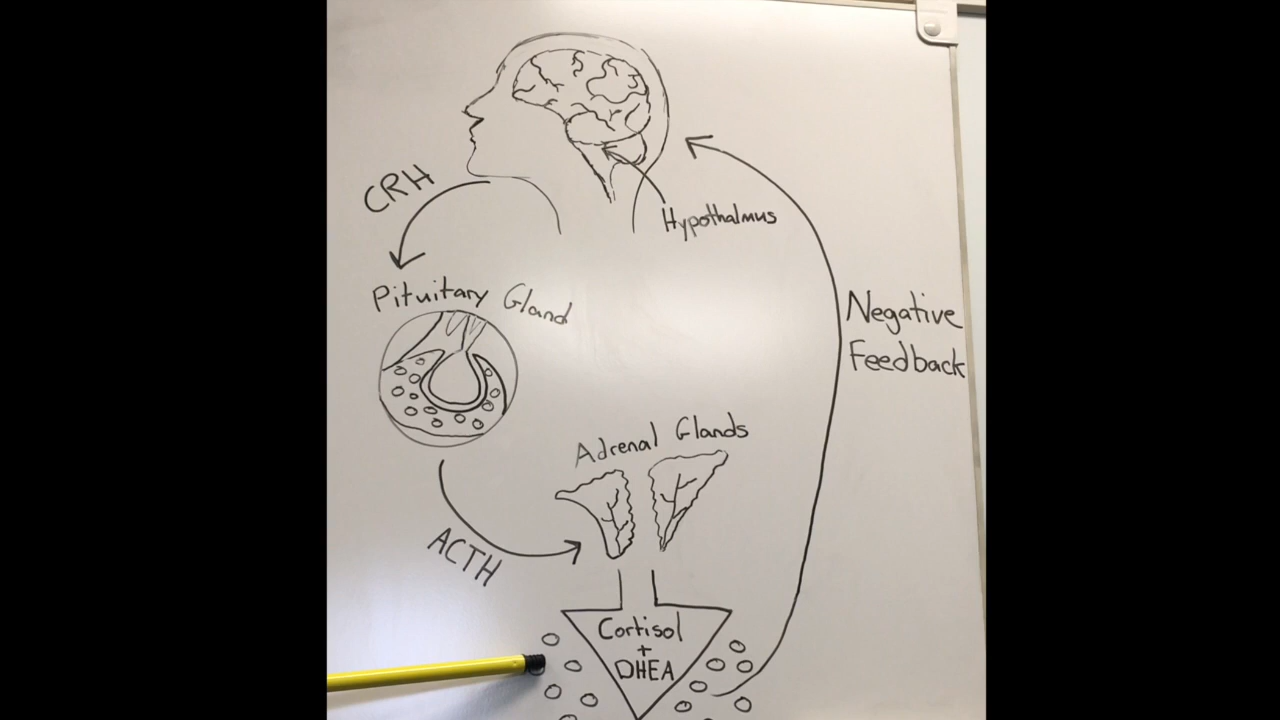 CRH
Hypothalmus
Pituitary Gland
Negative
Feedback
Adrenal Glands
ACTH
Cortisol
+
DHEA